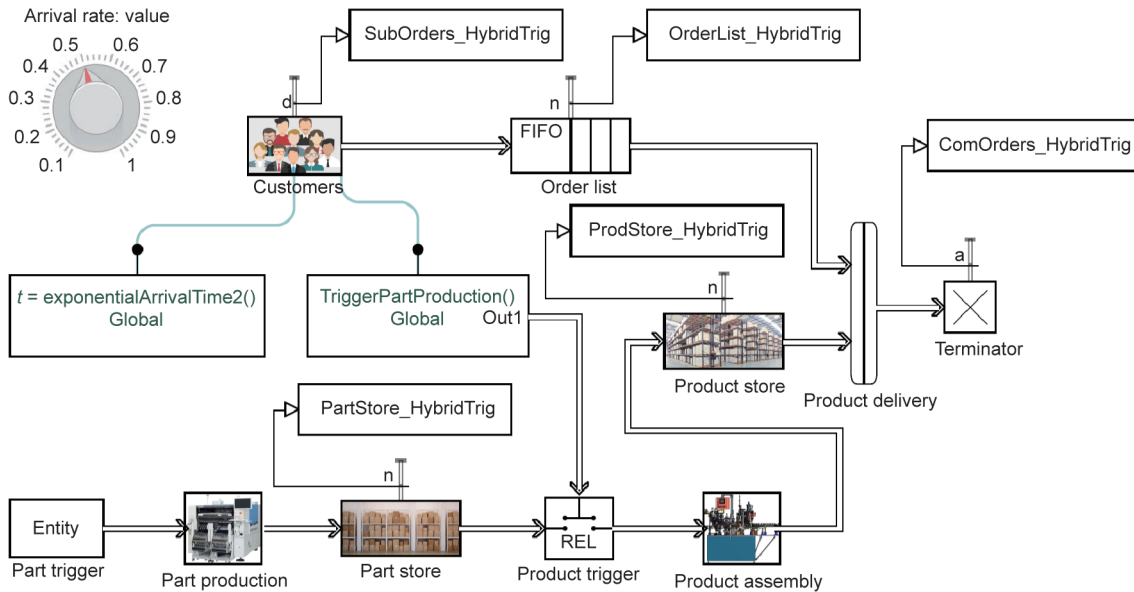 Arrival rate: value
0.1
0.2
0.3
0.4
0.5
0.6
0.7
0.8
0.9
1
SubOrders_HybridTrig
OrderList_HybridTrig
d
n
FIFO
Customers
Order list
ComOrders_HybridTrig
ProdStore_HybridTrig
a
n
t = exponentialArrivalTime2()
Global
TriggerPartProduction()
Global
Out1
Terminator
Product store
Product delivery
PartStore_HybridTrig
n
Entity
REL
Part trigger
Part production
Part store
Product trigger
Product assembly